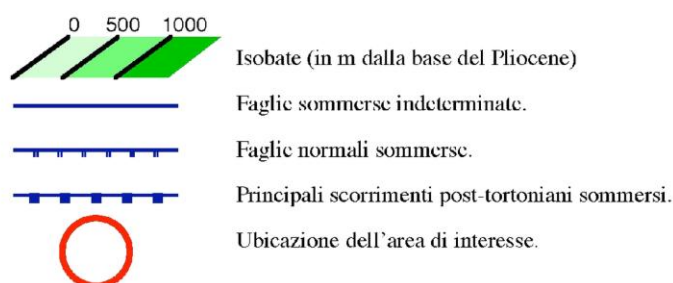 0 500 1000
Isobate (in m dalla base del Pliocene)
Faglie sommerse indeterminate.
Faglie normali sommerse.
Principali scorrimenti post-tortoniani sommersi.
Ubicazione dell'area di interesse.